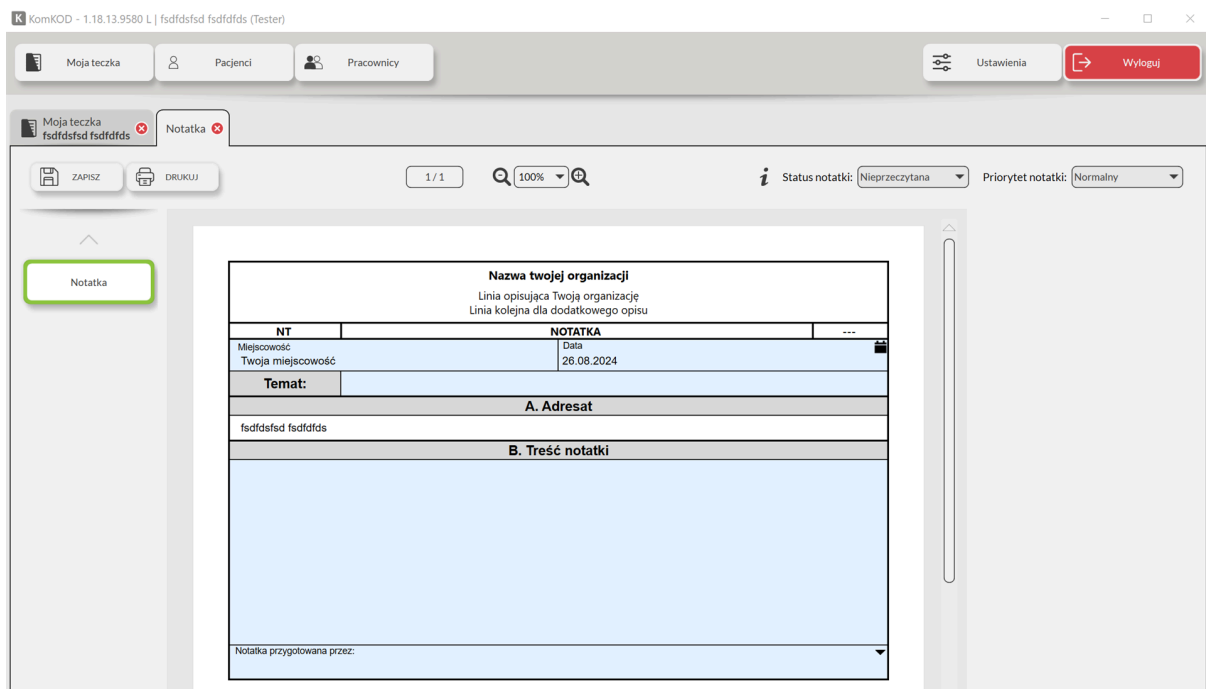 K KomKOD - 1.18.13.9580 L | fsdfdsfsd fsdfdfds (Tester)
Moja teczka Pacjenci Pracownicy Ustawienia Wyloguj
Moja teczka
fsdfdsfsd fsdfdfds
Notatka
ZAPISZ DRUKUJ 1 / 1 100% i Status notatki: Nieprzeczytana Priorytet notatki: Normalny
Notatka
Nazwa twojej organizacji
Linia opisująca Twoją organizację
Linia kolejna dla dodatkowego opisu
NT NOTATKA ---
Miejscowość Data
Twoja miejscowość 26.08.2024
Temat:
A. Adresat
fsdfdsfsd fsdfdfds
B. Treść notatki
Notatka przygotowana przez: